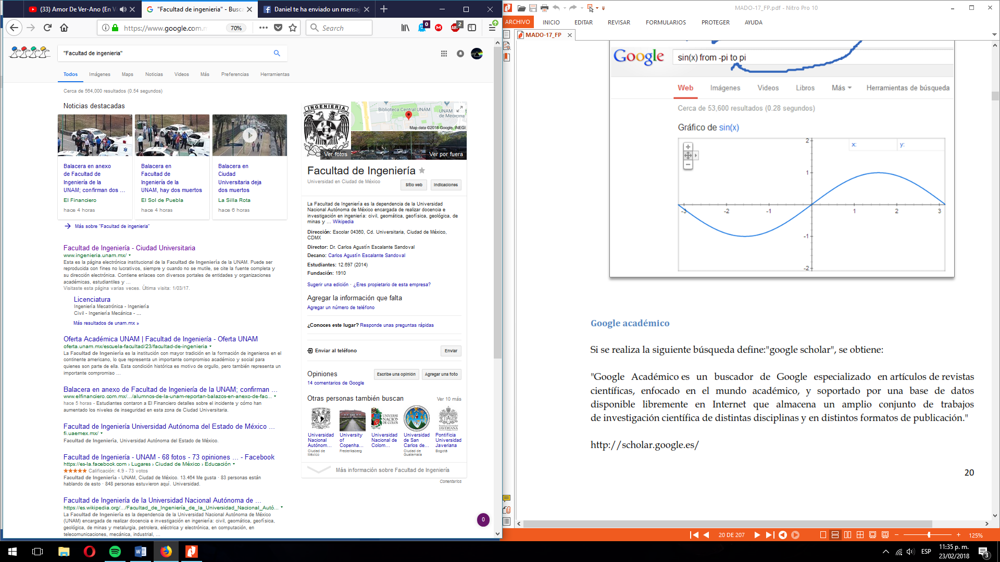 (33) Amor De Ver-Ano (En Vi
"Facultad de ingenieria" - Busc
Daniel te ha enviado un mensaj
https://www.google.com.m
70%
Search
0
2
"Facultad de ingenieria"
Todos
Imágenes
Maps
Noticias
Videos
Más
Preferencias
Herramientas
Cerca de 564,000 resultados (0.54 segundos)
Noticias destacadas
Balacera en anexo
de Facultad de
Ingeniería de la
UNAM; confirman dos ...
El Financiero
hace 4 horas
Balacera en
Facultad de
Ingeniería de la
UNAM, hay dos muertos
El Sol de Puebla
hace 4 horas
Balacera en
Ciudad
Universitaria deja
dos muertos
La Silla Rota
hace 6 horas
Más sobre "Facultad de ingenieria"
Facultad de Ingeniería - Ciudad Universitaria
www.ingenieria.unam.mx/
Esta es la página electrónica institucional de la Facultad de Ingeniería de la UNAM. Puede ser
reproducida con fines no lucrativos, siempre y cuando no se mutile, se cite la fuente completa y
su dirección electrónica. Contiene enlaces con diversos portales de entidades y organizaciones
académicas, estudiantiles y ...
Visitaste esta página varias veces. Última visita: 1/03/17.
Licenciatura
Ingeniería Mecatrónica - Ingeniería
Civil - Ingeniería Mecánica - ...
Más resultados de unam.mx »
Oferta Académica UNAM | Facultad de Ingeniería - Oferta UNAM
oferta.unam.mx/escuela-facultad/23/facultad-de-ingenieria
La Facultad de Ingeniería es la institución con mayor tradición en la formación de ingenieros en el
continente americano, lo que representa un importante compromiso académico y social para
quienes son parte de ella. Esta condición histórica es motivo de orgullo, pero también representa un
importante compromiso ...
Balacera en anexo de Facultad de Ingeniería de la UNAM; confirman ...
www.elfinanciero.com.mx/.../alumnos-de-la-unam-reportan-balazos-en-anexo-de-fac...
hace 5 horas - Estudiantes contaron a El Financiero detalles sobre el incidente y cómo han
aumentado los niveles de inseguridad en esta zona de Ciudad Universitaria.
Facultad de Ingeniería Universidad Autónoma del Estado de México ...
fi.uaemex.mx/
Facultad de Ingeniería, Universidad Autónoma del Estado de México.
Facultad de Ingeniería - UNAM - 68 fotos - 73 opiniones ... - Facebook
https://es-la.facebook.com › Lugares › Ciudad de México › Educación
Calificación: 4.9 - 73 votos
Facultad de Ingeniería - UNAM, Ciudad de México. 13.464 Me gusta · 83 personas están
hablando de esto · 848 personas estuvieron aquí. Universidad.
Facultad de Ingeniería de la Universidad Nacional Autónoma de ...
https://es.wikipedia.org/.../Facultad_de_Ingeniería_de_la_Universidad_Nacional_Autó...
La Facultad de Ingeniería es la dependencia de la Universidad Nacional Autónoma de México
(UNAM) encargada de realizar docencia e investigación en ingeniería: civil, geomática, geofísica,
geológica, de minas y metalurgia, petrolera, eléctrica y electrónica, en computación, en
telecomunicaciones, mecánica, industrial, ...
INGENIERIA
Biblioteca Central UNAM
UNAM
de Medicina
Map data ©2018 Google, INEGI
Ver fotos
Ver por fuera
Facultad de Ingeniería
Universidad en Ciudad de México
Sitio web
Indicaciones
La Facultad de Ingeniería es la dependencia de la Universidad
Nacional Autónoma de México encargada de realizar docencia e
investigación en ingeniería: civil, geomática, geofísica, geológica, de
minas y ... Wikipedia
Dirección: Escolar 04360, Cd. Universitaria, Ciudad de México,
CDMX
Director: Dr. Carlos Agustín Escalante Sandoval
Decano: Carlos Agustín Escalante Sandoval
Estudiantes: 12.697 (2014)
Fundación: 1910
Sugerir una edición · ¿Eres propietario de esta empresa?
Agregar la información que falta
Agregar un número de teléfono
¿Conoces este lugar? Responde unas preguntas rápidas
Enviar al teléfono
Enviar
Opiniones
Escribe una opinión
Agregar una foto
14 comentarios de Google
Otras personas también buscan
Ver 10 más
Universidad
Nacional
Autónom...
Ciudad de
México
University
of
Copenha...
Frederiksberg
UNIVERSI
NACION
DE COLOM
Universidad
Nacional de
Colom...
Universidad
de San
Carlos de...
Ciudad de
Guatemala
Pontificia
Universidad
Javeriana
Bogotá
Más información sobre Facultad de Ingeniería
Comentarios
0
MADO-17_FP.pdf - Nitro Pro 10
ARCHIVO
INICIO
EDITAR
REVISAR
FORMULARIOS
PROTEGER
AYUDA
MADO-17_FP
Google
sin(x) from -pi to pi
Web
Imágenes
Videos
Libros
Más
Herramientas de búsqueda
Cerca de 53,600 resultados (0.28 segundos)
Gráfico de sin(x)
x:
y:
2
1
-3
-2
-1
1
2
3
-1
-2
Google académico
Si se realiza la siguiente búsqueda define:"google scholar", se obtiene:
"Google Académico es un buscador de Google especializado en artículos de revistas
científicas, enfocado en el mundo académico, y soportado por una base de datos
disponible libremente en Internet que almacena un amplio conjunto de trabajos
de investigación científica de distintas disciplinas y en distintos formatos de publicación."
http://scholar.google.es/
20
20 DE 207
125%
ESP
11:35 p. m.
23/02/2018
3